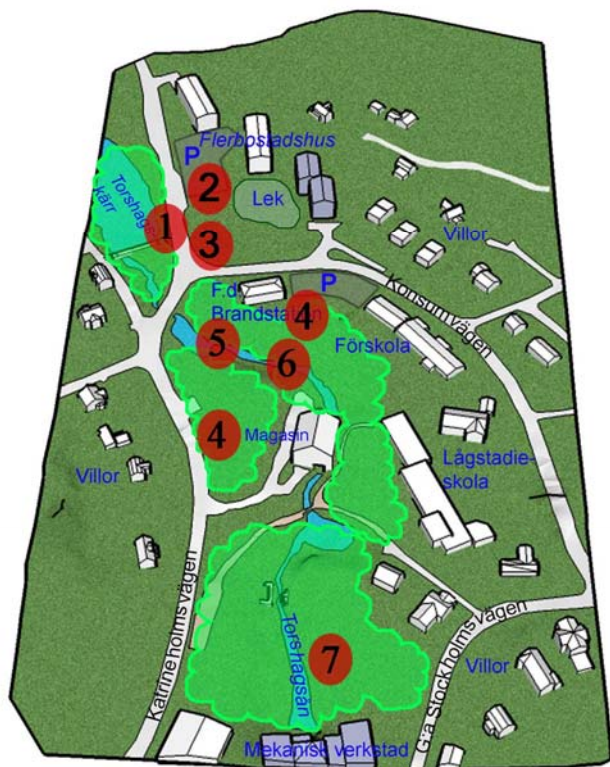 Flerbostadshus
P
2
Lek
Torshags
kärr
1
3
Villor
Konsumvägen
P
F.d
Brandstation
4
5
6
Förskola
4
Magasin
Lågstadie-
skola
Villor
Katrineholmsvägen
7
Torshagsån
G:a Stockholmsvägen
Villor
Mekanisk verkstad